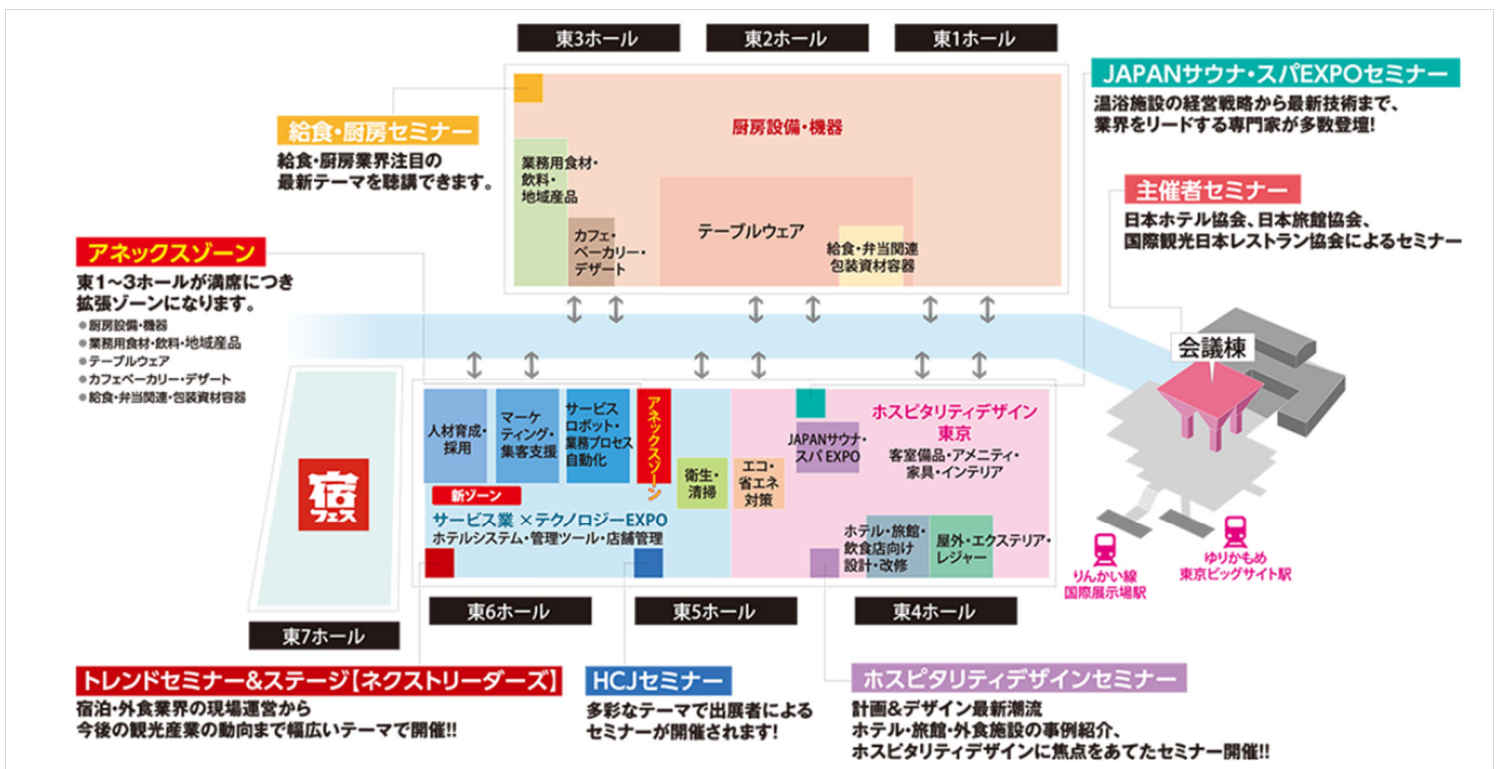 東3ホール
東2ホール
東1ホール
JAPANサウナ・スパEXPOセミナー
温浴施設の経営戦略から最新技術まで、
業界をリードする専門家が多数登壇!
給食・厨房セミナー
給食・厨房業界注目の
最新テーマを聴講できます。
厨房設備・機器
業務用食材・
飲料・
地域産品
カフェ・
ベーカリー・
デザート
テーブルウェア
給食・弁当関連
包装資材容器
主催者セミナー
日本ホテル協会、日本旅館協会、
国際観光日本レストラン協会によるセミナー
アネックスゾーン
東1～3ホールが満席につき
拡張ゾーンになります。
●厨房設備・機器
●業務用食材・飲料・地域産品
●テーブルウェア
●カフェベーカリー・デザート
●給食・弁当関連・包装資材容器
会議棟
宿
フェス
人材育成・
採用
マーケ
ティング・
集客支援
サービス
ロボット・
業務プロセス
自動化
アネックスゾーン
衛生・
清掃
エコ・
省エネ
対策
JAPANサウナ・
スパ EXPO
ホスピタリティデザイン
東京
客室備品・アメニティ・
家具・インテリア
新ゾーン
サービス業 ×テクノロジーEXPO
ホテルシステム・管理ツール・店舗管理
ホテル・旅館・
飲食店向け
設計・改修
屋外・エクステリア・
レジャー
りんかい線
国際展示場駅
ゆりかもめ
東京ビッグサイト駅
東7ホール
東6ホール
東5ホール
東4ホール
トレンドセミナー&ステージ【ネクストリーダーズ】
宿泊・外食業界の現場運営から
今後の観光産業の動向まで幅広いテーマで開催!!
HCJセミナー
多彩なテーマで出展者による
セミナーが開催されます!
ホスピタリティデザインセミナー
計画&デザイン最新潮流
ホテル・旅館・外食施設の事例紹介、
ホスピタリティデザインに焦点をあてたセミナー開催!!